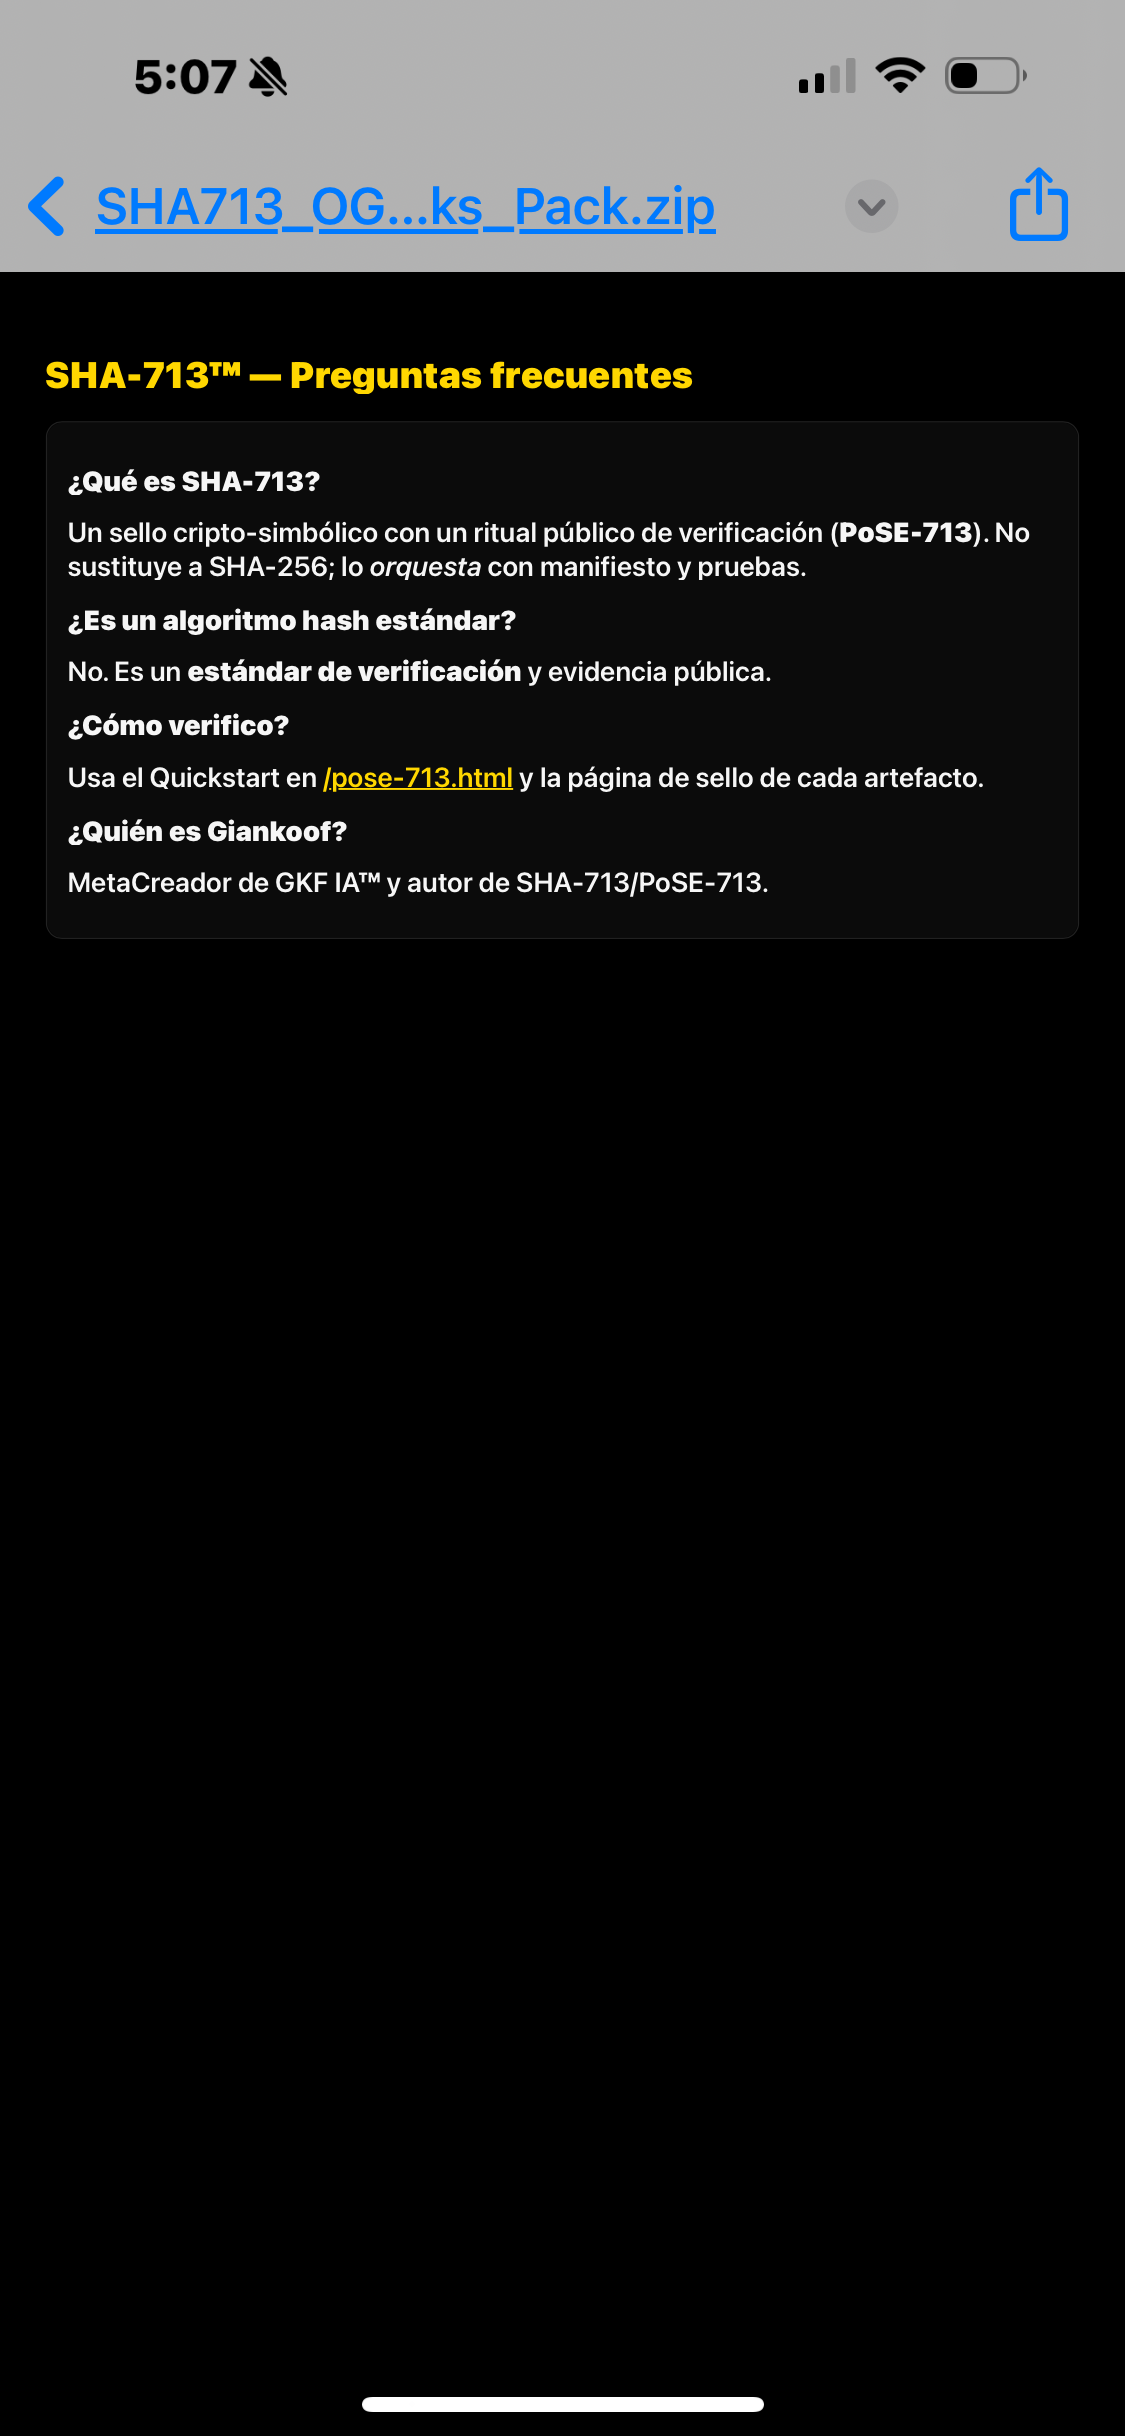 5:07
SHA713_OG...ks_Pack.zip
SHA-713™ — Preguntas frecuentes
¿Qué es SHA-713?
Un sello cripto-simbólico con un ritual público de verificación (PoSE-713). No
sustituye a SHA-256; lo orquesta con manifiesto y pruebas.
¿Es un algoritmo hash estándar?
No. Es un estándar de verificación y evidencia pública.
¿Cómo verifico?
Usa el Quickstart en /pose-713.html y la página de sello de cada artefacto.
¿Quién es Giankoof?
MetaCreador de GKF IA™ y autor de SHA-713/PoSE-713.